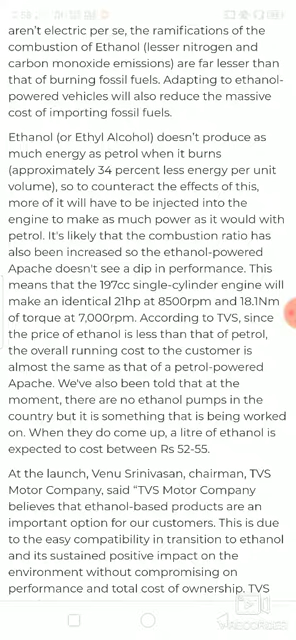 aren't electric per se, the ramifications of the
combustion of Ethanol (lesser nitrogen and
carbon monoxide emissions) are far lesser than
that of burning fossil fuels. Adapting to ethanol-
powered vehicles will also reduce the massive
cost of importing fossil fuels.
Ethanol (or Ethyl Alcohol) doesn't produce as
much energy as petrol when it burns
(approximately 34 percent less energy per unit
volume), so to counteract the effects of this,
more of it will have to be injected into the
engine to make as much power as it would with
petrol. It's likely that the combustion ratio has
also been increased so the ethanol-powered
Apache doesn't see a dip in performance. This
means that the 197cc single-cylinder engine will
make an identical 21hp at 8500rpm and 18.1Nm
of torque at 7,000rpm. According to TVS, since
the price of ethanol is less than that of petrol,
the overall running cost to the customer is
almost the same as that of a petrol-powered
Apache. We've also been told that at the
moment, there are no ethanol pumps in the
country but it is something that is being worked
on. When they do come up, a litre of ethanol is
expected to cost between Rs 52-55.
At the launch, Venu Srinivasan, chairman, TVS
Motor Company, said “TVS Motor Company
believes that ethanol-based products are an
important option for our customers. This is due
to the easy compatibility in transition to ethanol
and its sustained positive impact on the
environment without compromising on
performance and total cost of ownership. TVS